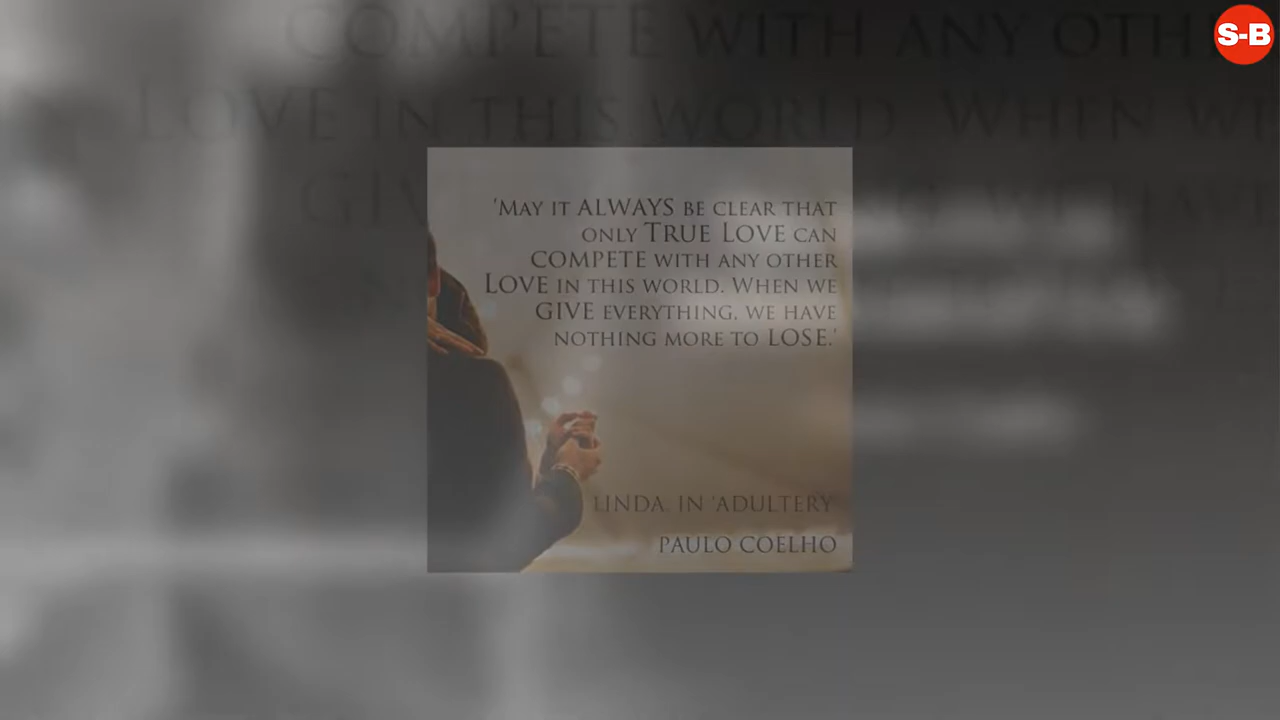 S-B
COMPETE WITH ANY OTH
LOVE IN THIS WORLD. WHEN WE
'MAY IT ALWAYS BE CLEAR THAT
ONLY TRUE LOVE CAN
COMPETE WITH ANY OTHER
LOVE IN THIS WORLD. WHEN WE
GIVE EVERYTHING, WE HAVE
NOTHING MORE TO LOSE.'
LINDA, IN 'ADULTERY'
PAULO COELHO